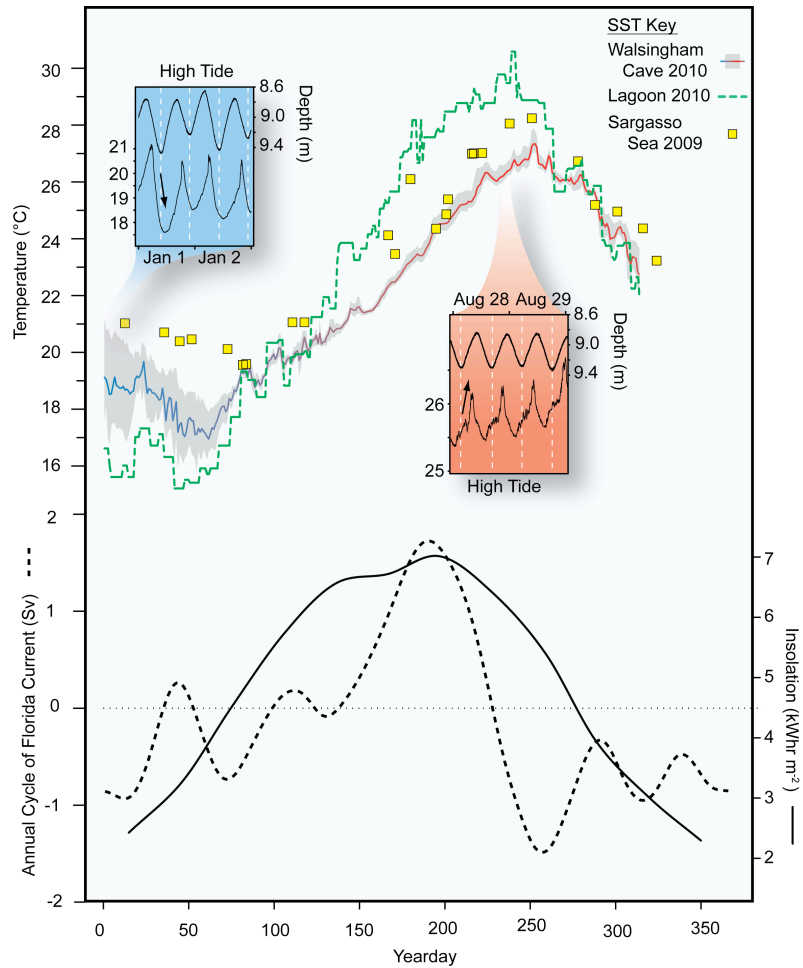 SST Key
Walsingham
Cave 2010
Lagoon 2010
Sargasso
Sea 2009
High Tide
8.6
9.0
9.4
Depth (m)
21
20
19
18
Jan 1
Jan 2
30
28
26
24
22
20
18
16
Temperature (°C)
Aug 28
Aug 29
8.6
9.0
9.4
Depth (m)
26
25
High Tide
2
1
0
-1
-2
Annual Cycle of Florida Current (Sv)
7
6
5
4
3
2
Insolation (kWhr m-2)
0
50
100
150
200
250
300
350
Yearday